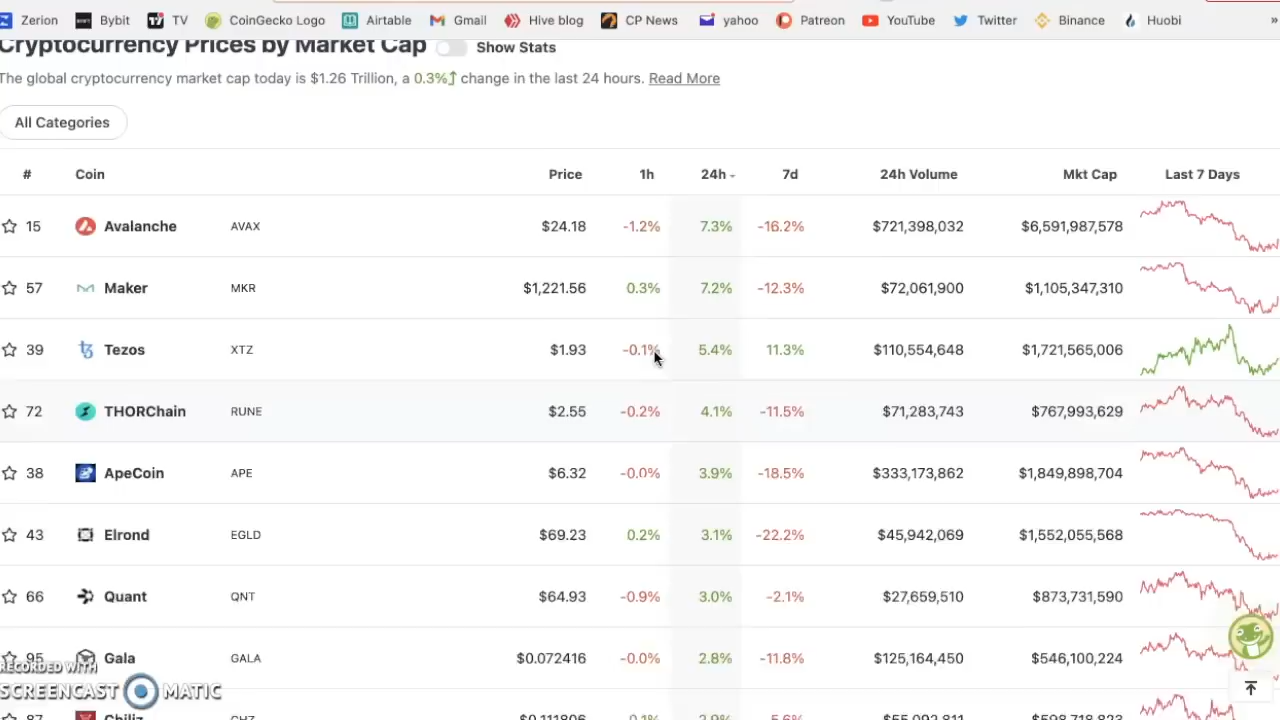 Zerion Bybit TV CoinGecko Logo Airtable Gmail Hive blog CP News yahoo Patreon YouTube Twitter Binance Huobi »
Cryptocurrency Prices by Market Cap Show Stats
The global cryptocurrency market cap today is $1.26 Trillion, a 0.3% change in the last 24 hours. Read More
All Categories
# Coin Price 1h 24h 7d 24h Volume Mkt Cap Last 7 Days
15 Avalanche AVAX $24.18 -1.2% 7.3% -16.2% $721,398,032 $6,591,987,578
57 Maker MKR $1,221.56 0.3% 7.2% -12.3% $72,061,900 $1,105,347,310
39 Tezos XTZ $1.93 -0.1% 5.4% 11.3% $110,554,648 $1,721,565,006
72 THORChain RUNE $2.55 -0.2% 4.1% -11.5% $71,283,743 $767,993,629
38 ApeCoin APE $6.32 -0.0% 3.9% -18.5% $333,173,862 $1,849,898,704
43 Elrond EGLD $69.23 0.2% 3.1% -22.2% $45,942,069 $1,552,055,568
66 Quant QNT $64.93 -0.9% 3.0% -2.1% $27,659,510 $873,731,590
95 Gala GALA $0.072416 -0.0% 2.8% -11.8% $125,164,450 $546,100,224
RECORDED WITH
SCREENCAST MATIC
87 Chiliz CHZ $0.111806